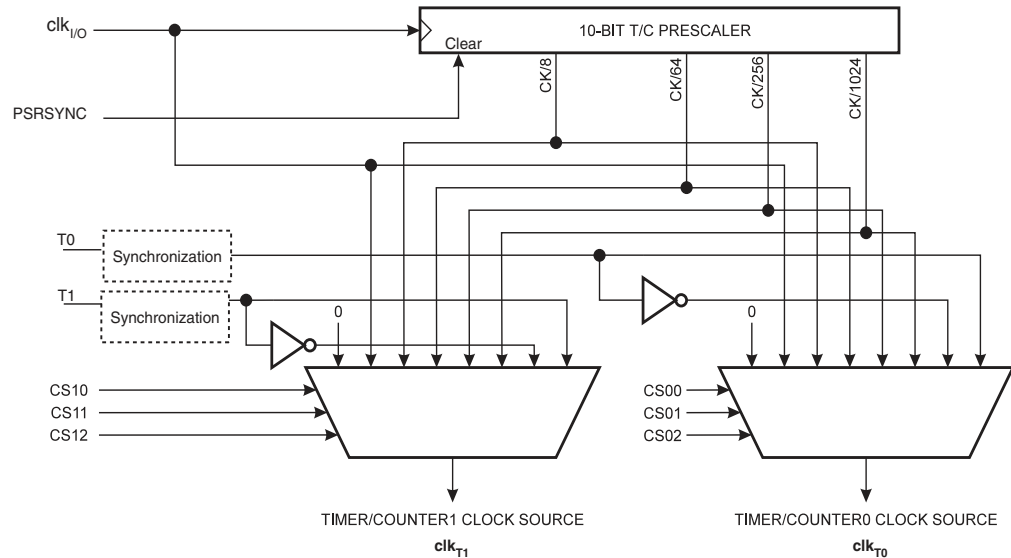 clkI/O
10-BIT T/C PRESCALER
Clear
CK/8
CK/64
CK/256
CK/1024
PSRSYNC
T0
Synchronization
T1
Synchronization
0
0
CS10
CS11
CS12
CS00
CS01
CS02
TIMER/COUNTER1 CLOCK SOURCE
clkT1
TIMER/COUNTER0 CLOCK SOURCE
clkT0